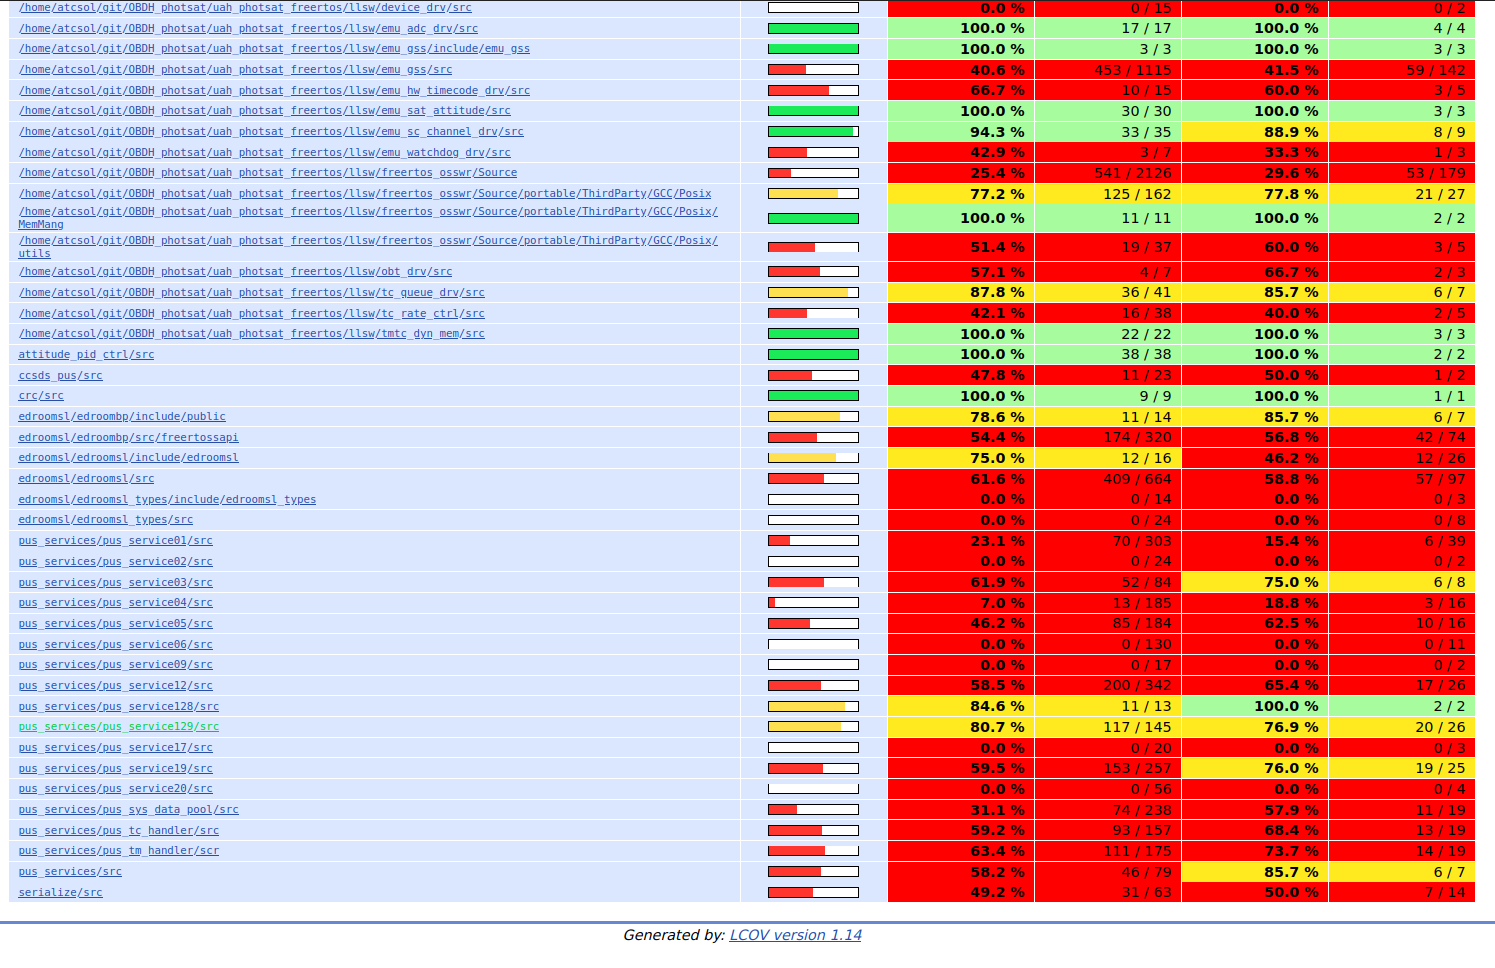 /home/atcsol/git/OBDH_photsat/uah_photsat_freertos/llsw/device_drv/src 0.0 % 0 / 15 0.0 % 0 / 2
/home/atcsol/git/OBDH_photsat/uah_photsat_freertos/llsw/emu_adc_drv/src 100.0 % 17 / 17 100.0 % 4 / 4
/home/atcsol/git/OBDH_photsat/uah_photsat_freertos/llsw/emu_gss/include/emu_gss 100.0 % 3 / 3 100.0 % 3 / 3
/home/atcsol/git/OBDH_photsat/uah_photsat_freertos/llsw/emu_gss/src 40.6 % 453 / 1115 41.5 % 59 / 142
/home/atcsol/git/OBDH_photsat/uah_photsat_freertos/llsw/emu_hw_timecode_drv/src 66.7 % 10 / 15 60.0 % 3 / 5
/home/atcsol/git/OBDH_photsat/uah_photsat_freertos/llsw/emu_sat_attitude/src 100.0 % 30 / 30 100.0 % 3 / 3
/home/atcsol/git/OBDH_photsat/uah_photsat_freertos/llsw/emu_sc_channel_drv/src 94.3 % 33 / 35 88.9 % 8 / 9
/home/atcsol/git/OBDH_photsat/uah_photsat_freertos/llsw/emu_watchdog_drv/src 42.9 % 3 / 7 33.3 % 1 / 3
/home/atcsol/git/OBDH_photsat/uah_photsat_freertos/llsw/freertos_osswr/Source 25.4 % 541 / 2126 29.6 % 53 / 179
/home/atcsol/git/OBDH_photsat/uah_photsat_freertos/llsw/freertos_osswr/Source/portable/ThirdParty/GCC/Posix 77.2 % 125 / 162 77.8 % 21 / 27
/home/atcsol/git/OBDH_photsat/uah_photsat_freertos/llsw/freertos_osswr/Source/portable/ThirdParty/GCC/Posix/
MemMang 100.0 % 11 / 11 100.0 % 2 / 2
/home/atcsol/git/OBDH_photsat/uah_photsat_freertos/llsw/freertos_osswr/Source/portable/ThirdParty/GCC/Posix/
utils 51.4 % 19 / 37 60.0 % 3 / 5
/home/atcsol/git/OBDH_photsat/uah_photsat_freertos/llsw/obt_drv/src 57.1 % 4 / 7 66.7 % 2 / 3
/home/atcsol/git/OBDH_photsat/uah_photsat_freertos/llsw/tc_queue_drv/src 87.8 % 36 / 41 85.7 % 6 / 7
/home/atcsol/git/OBDH_photsat/uah_photsat_freertos/llsw/tc_rate_ctrl/src 42.1 % 16 / 38 40.0 % 2 / 5
/home/atcsol/git/OBDH_photsat/uah_photsat_freertos/llsw/tmtc_dyn_mem/src 100.0 % 22 / 22 100.0 % 3 / 3
attitude_pid_ctrl/src 100.0 % 38 / 38 100.0 % 2 / 2
ccsds_pus/src 47.8 % 11 / 23 50.0 % 1 / 2
crc/src 100.0 % 9 / 9 100.0 % 1 / 1
edroomsl/edroombp/include/public 78.6 % 11 / 14 85.7 % 6 / 7
edroomsl/edroombp/src/freertossapi 54.4 % 174 / 320 56.8 % 42 / 74
edroomsl/edroomsl/include/edroomsl 75.0 % 12 / 16 46.2 % 12 / 26
edroomsl/edroomsl/src 61.6 % 409 / 664 58.8 % 57 / 97
edroomsl/edroomsl_types/include/edroomsl_types 0.0 % 0 / 14 0.0 % 0 / 3
edroomsl/edroomsl_types/src 0.0 % 0 / 24 0.0 % 0 / 8
pus_services/pus_service01/src 23.1 % 70 / 303 15.4 % 6 / 39
pus_services/pus_service02/src 0.0 % 0 / 24 0.0 % 0 / 2
pus_services/pus_service03/src 61.9 % 52 / 84 75.0 % 6 / 8
pus_services/pus_service04/src 7.0 % 13 / 185 18.8 % 3 / 16
pus_services/pus_service05/src 46.2 % 85 / 184 62.5 % 10 / 16
pus_services/pus_service06/src 0.0 % 0 / 130 0.0 % 0 / 11
pus_services/pus_service09/src 0.0 % 0 / 17 0.0 % 0 / 2
pus_services/pus_service12/src 58.5 % 200 / 342 65.4 % 17 / 26
pus_services/pus_service128/src 84.6 % 11 / 13 100.0 % 2 / 2
pus_services/pus_service129/src 80.7 % 117 / 145 76.9 % 20 / 26
pus_services/pus_service17/src 0.0 % 0 / 20 0.0 % 0 / 3
pus_services/pus_service19/src 59.5 % 153 / 257 76.0 % 19 / 25
pus_services/pus_service20/src 0.0 % 0 / 56 0.0 % 0 / 4
pus_services/pus_sys_data_pool/src 31.1 % 74 / 238 57.9 % 11 / 19
pus_services/pus_tc_handler/src 59.2 % 93 / 157 68.4 % 13 / 19
pus_services/pus_tm_handler/scr 63.4 % 111 / 175 73.7 % 14 / 19
pus_services/src 58.2 % 46 / 79 85.7 % 6 / 7
serialize/src 49.2 % 31 / 63 50.0 % 7 / 14
Generated by: LCOV version 1.14